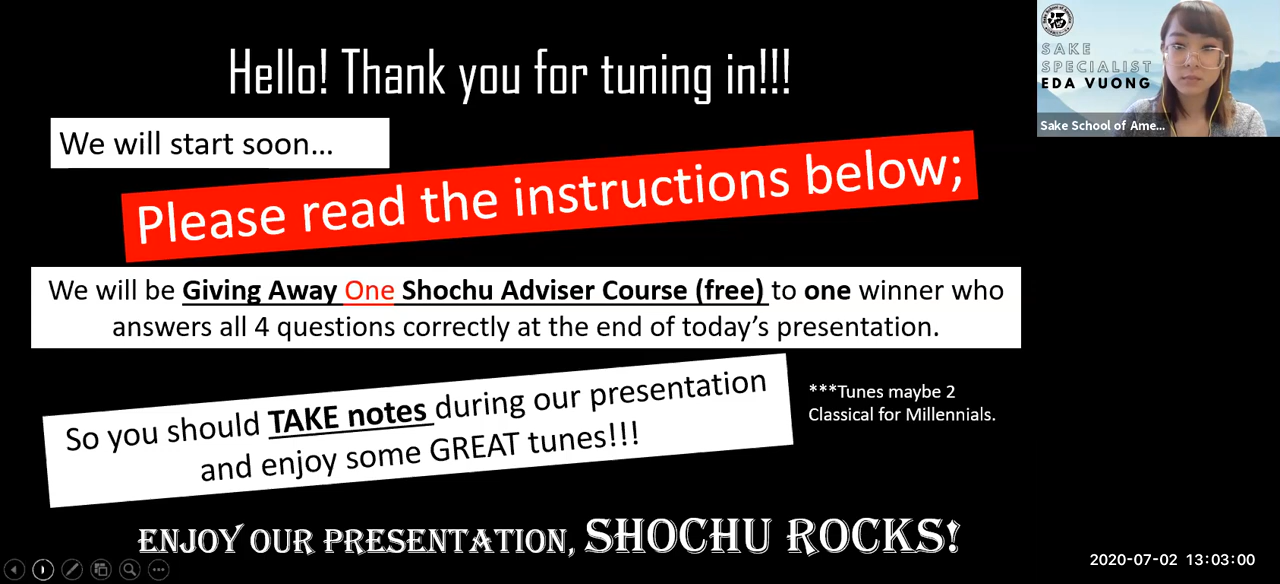 Hello! Thank you for tuning in!!!
We will start soon...
Please read the instructions below;
We will be Giving Away One Shochu Adviser Course (free) to one winner who
answers all 4 questions correctly at the end of today's presentation.
So you should TAKE notes during our presentation
and enjoy some GREAT tunes!!!
***Tunes maybe 2
Classical for Millennials.
ENJOY OUR PRESENTATION, SHOCHU ROCKS!
SAKE
SPECIALIST
EDA VUONG
Sake School of Ame...
2020-07-02 13:03:00